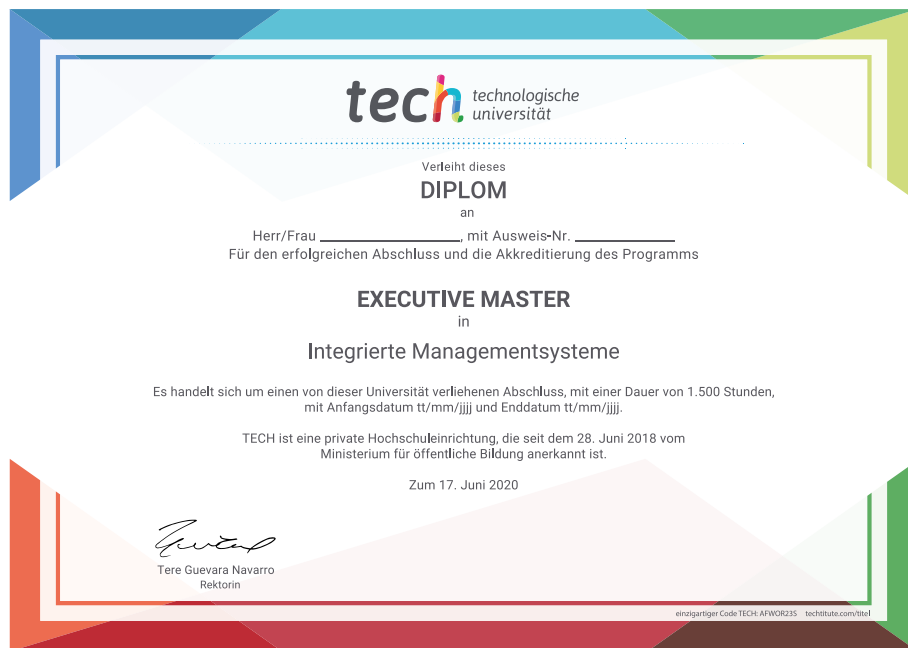 tech technologische
universität
Verleiht dieses
DIPLOM
an
Herr/Frau ____________________, mit Ausweis-Nr. __________________
Für den erfolgreichen Abschluss und die Akkreditierung des Programms
EXECUTIVE MASTER
in
Integrierte Managementsysteme
Es handelt sich um einen von dieser Universität verliehenen Abschluss, mit einer Dauer von 1.500 Stunden,
mit Anfangsdatum tt/mm/jjjj und Enddatum tt/mm/jjjj.
TECH ist eine private Hochschuleinrichtung, die seit dem 28. Juni 2018 vom
Ministerium für öffentliche Bildung anerkannt ist.
Zum 17. Juni 2020
Tere Guevara Navarro
Rektorin
einzigartiger Code TECH: AFWOR23S techtitute.com/titel